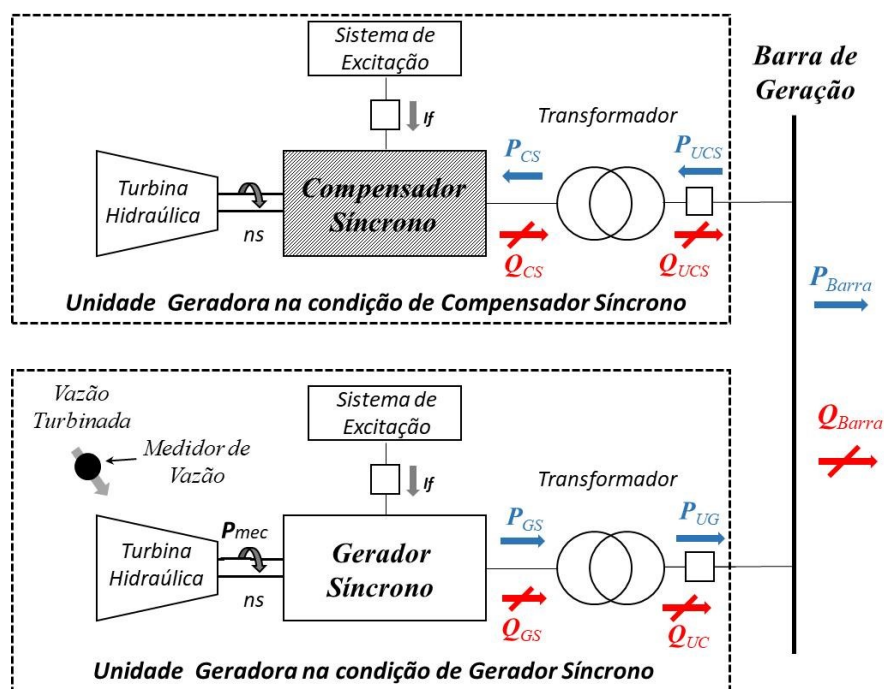 Sistema de
Excitação
If
Transformador
Barra de
Geração
Turbina
Hidraúlica
ns
Compensador
Síncrono
P_CS
P_UCS
Q_CS
Q_UCS
Unidade Geradora na condição de Compensador Síncrono
P_Barra
Q_Barra
Vazão
Turbinada
Medidor de
Vazão
Sistema de
Excitação
If
Transformador
Turbina
Hidraúlica
Pmec
ns
Gerador
Síncrono
P_GS
P_UG
Q_GS
Q_UC
Unidade Geradora na condição de Gerador Síncrono